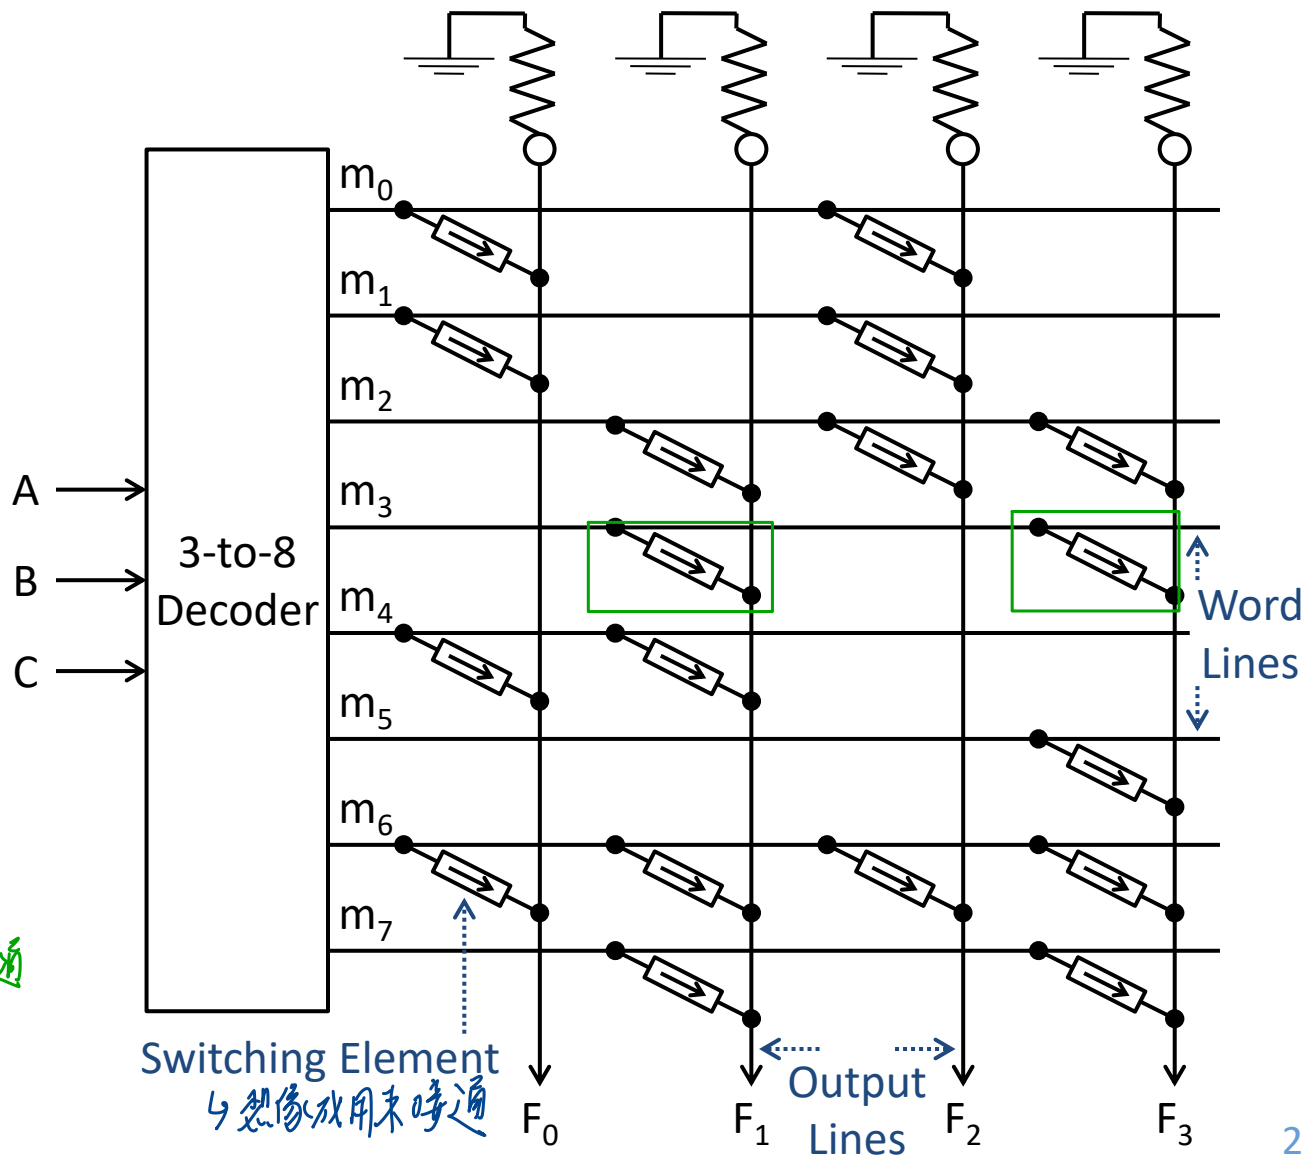 m₀
m₁
m₂
m₃
m₄
m₅
m₆
m₇
A
B
C
3-to-8
Decoder
Word
Lines
Switching Element
Output
Lines
F₀
F₁
F₂
F₃
2